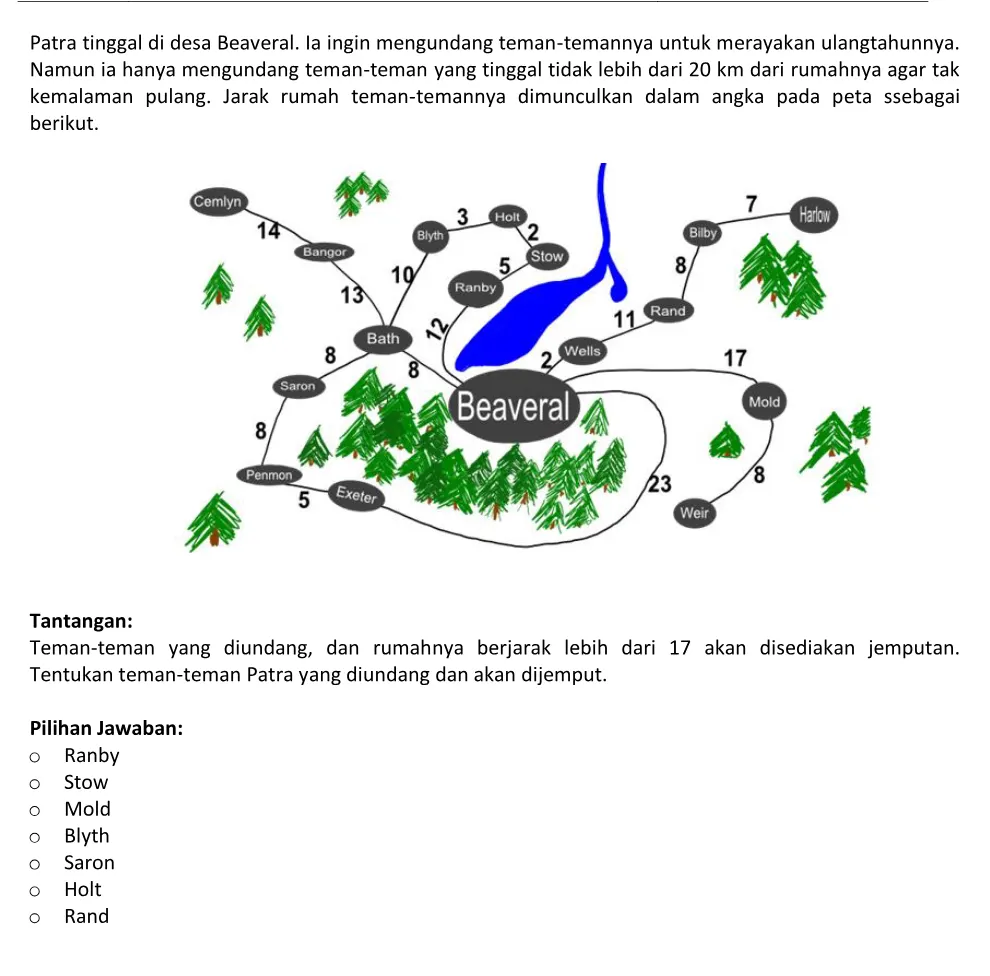 Patra tinggal di desa Beaveral. Ia ingin mengundang teman-temannya untuk merayakan ulangtahunnya.
Namun ia hanya mengundang teman-teman yang tinggal tidak lebih dari 20 km dari rumahnya agar tak
kemalaman pulang. Jarak rumah teman-temannya dimunculkan dalam angka pada peta ssebagai
berikut.
Cemlyn
14
Bangor
13
Blyth
3
Holt
2
Stow
5
Ranby
10
12
Bath
8
8
Saron
8
Penmon
5
Exeter
Beaveral
2
Wells
11
Rand
8
Bilby
7
Harlow
17
Mold
8
Weir
23
Tantangan:
Teman-teman yang diundang, dan rumahnya berjarak lebih dari 17 akan disediakan jemputan.
Tentukan teman-teman Patra yang diundang dan akan dijemput.
Pilihan Jawaban:
o Ranby
o Stow
o Mold
o Blyth
o Saron
o Holt
o Rand